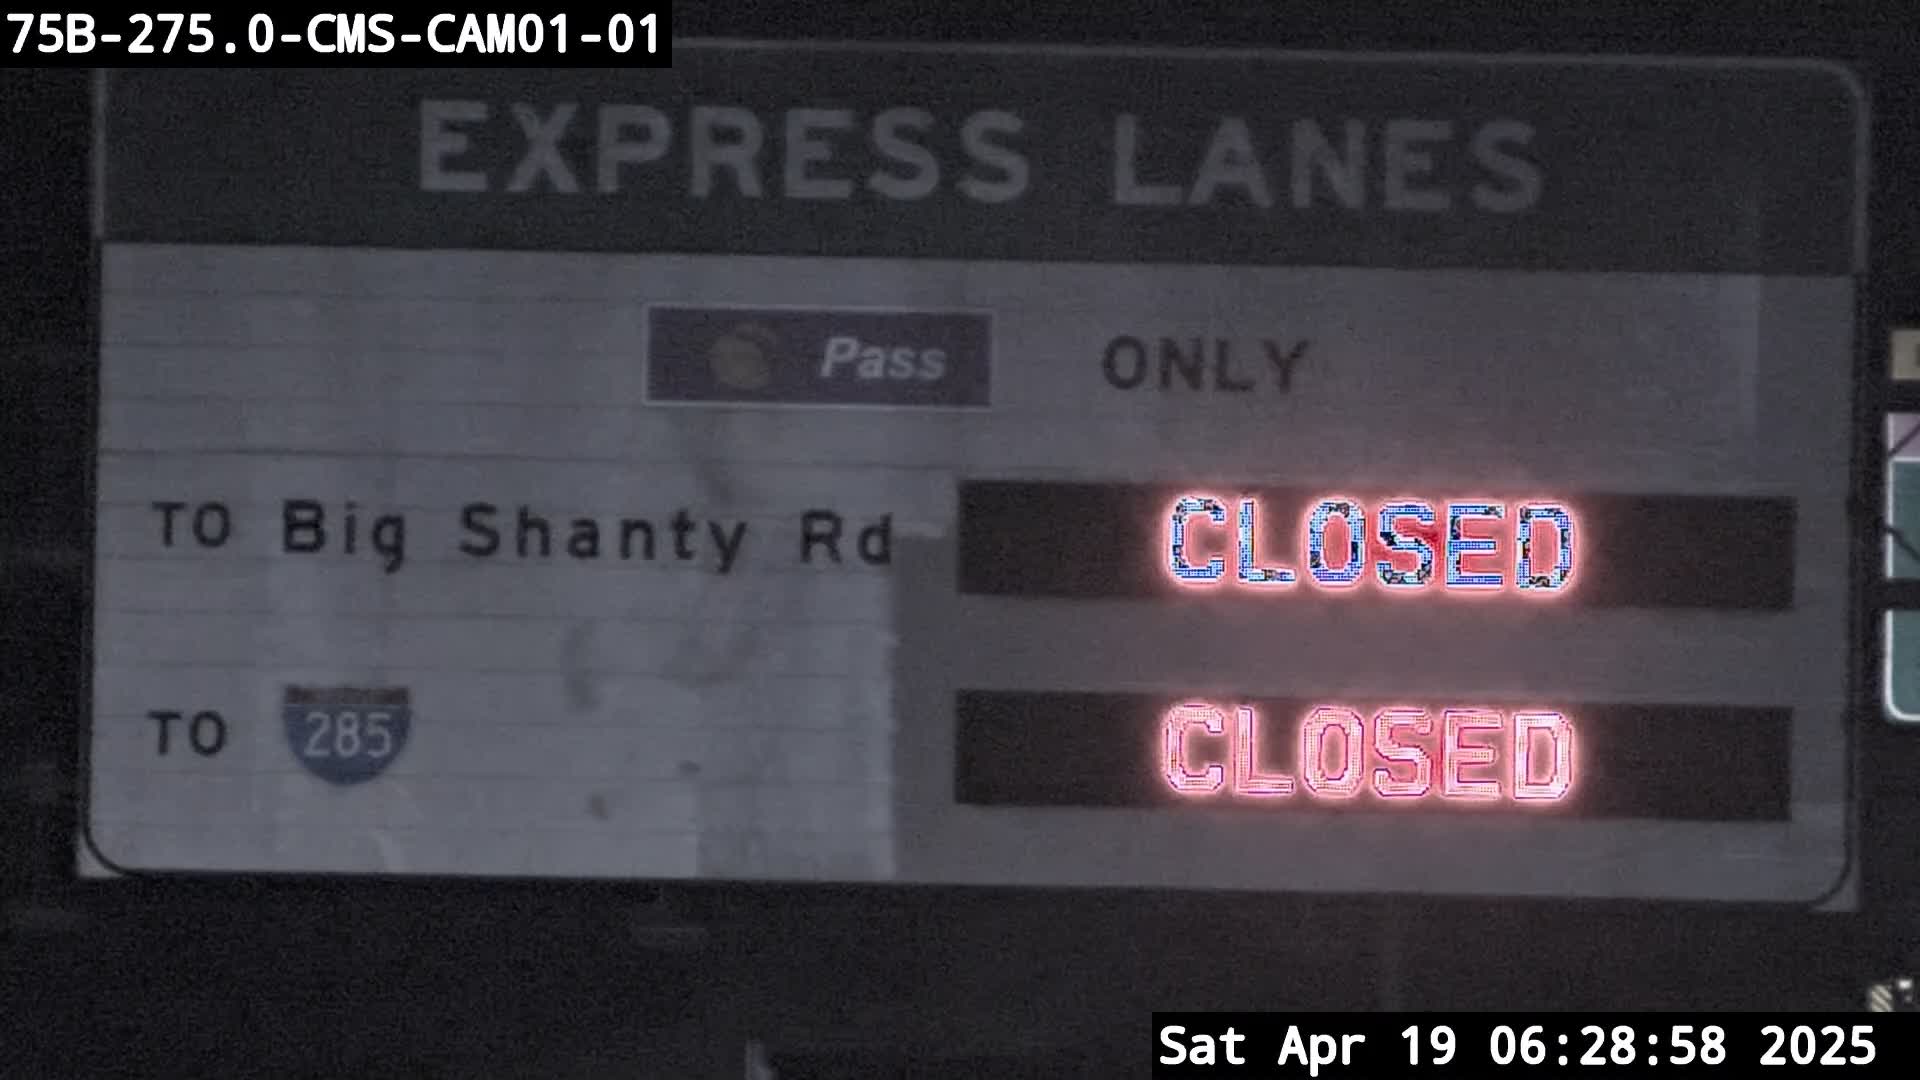 75B-275.0-CMS-CAM01-01
EXPRESS LANES
Pass ONLY
TO Big Shanty Rd CLOSED
TO 285 CLOSED
Sat Apr 19 06:28:58 2025